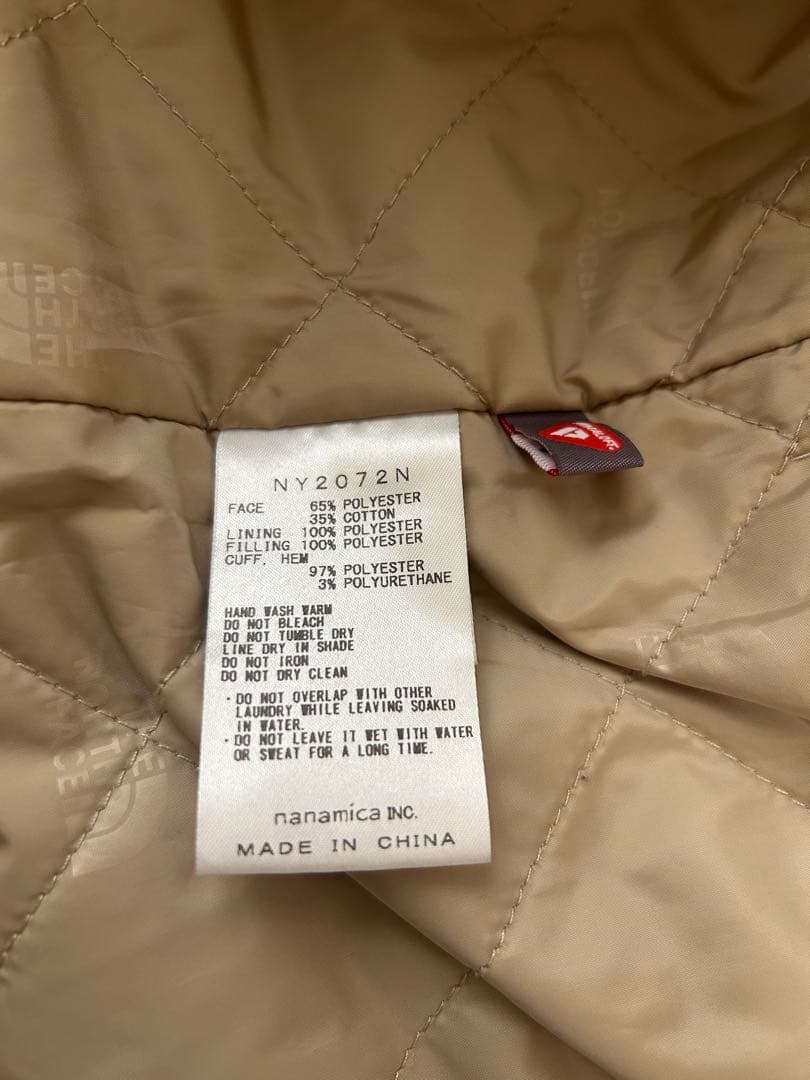 NY2072N
FACE 65% POLYESTER
35% COTTON
LINING 100% POLYESTER
FILLING 100% POLYESTER
CUFF, HEM
97% POLYESTER
3% POLYURETHANE
HAND WASH WARM
DO NOT BLEACH
DO NOT TUMBLE DRY
LINE DRY IN SHADE
DO NOT IRON
DO NOT DRY CLEAN
・DO NOT OVERLAP WITH OTHER
LAUNDRY WHILE LEAVING SOAKED
IN WATER.
・DO NOT LEAVE IT WET WITH WATER
OR SWEAT FOR A LONG TIME.
nanamica INC.
MADE IN CHINA